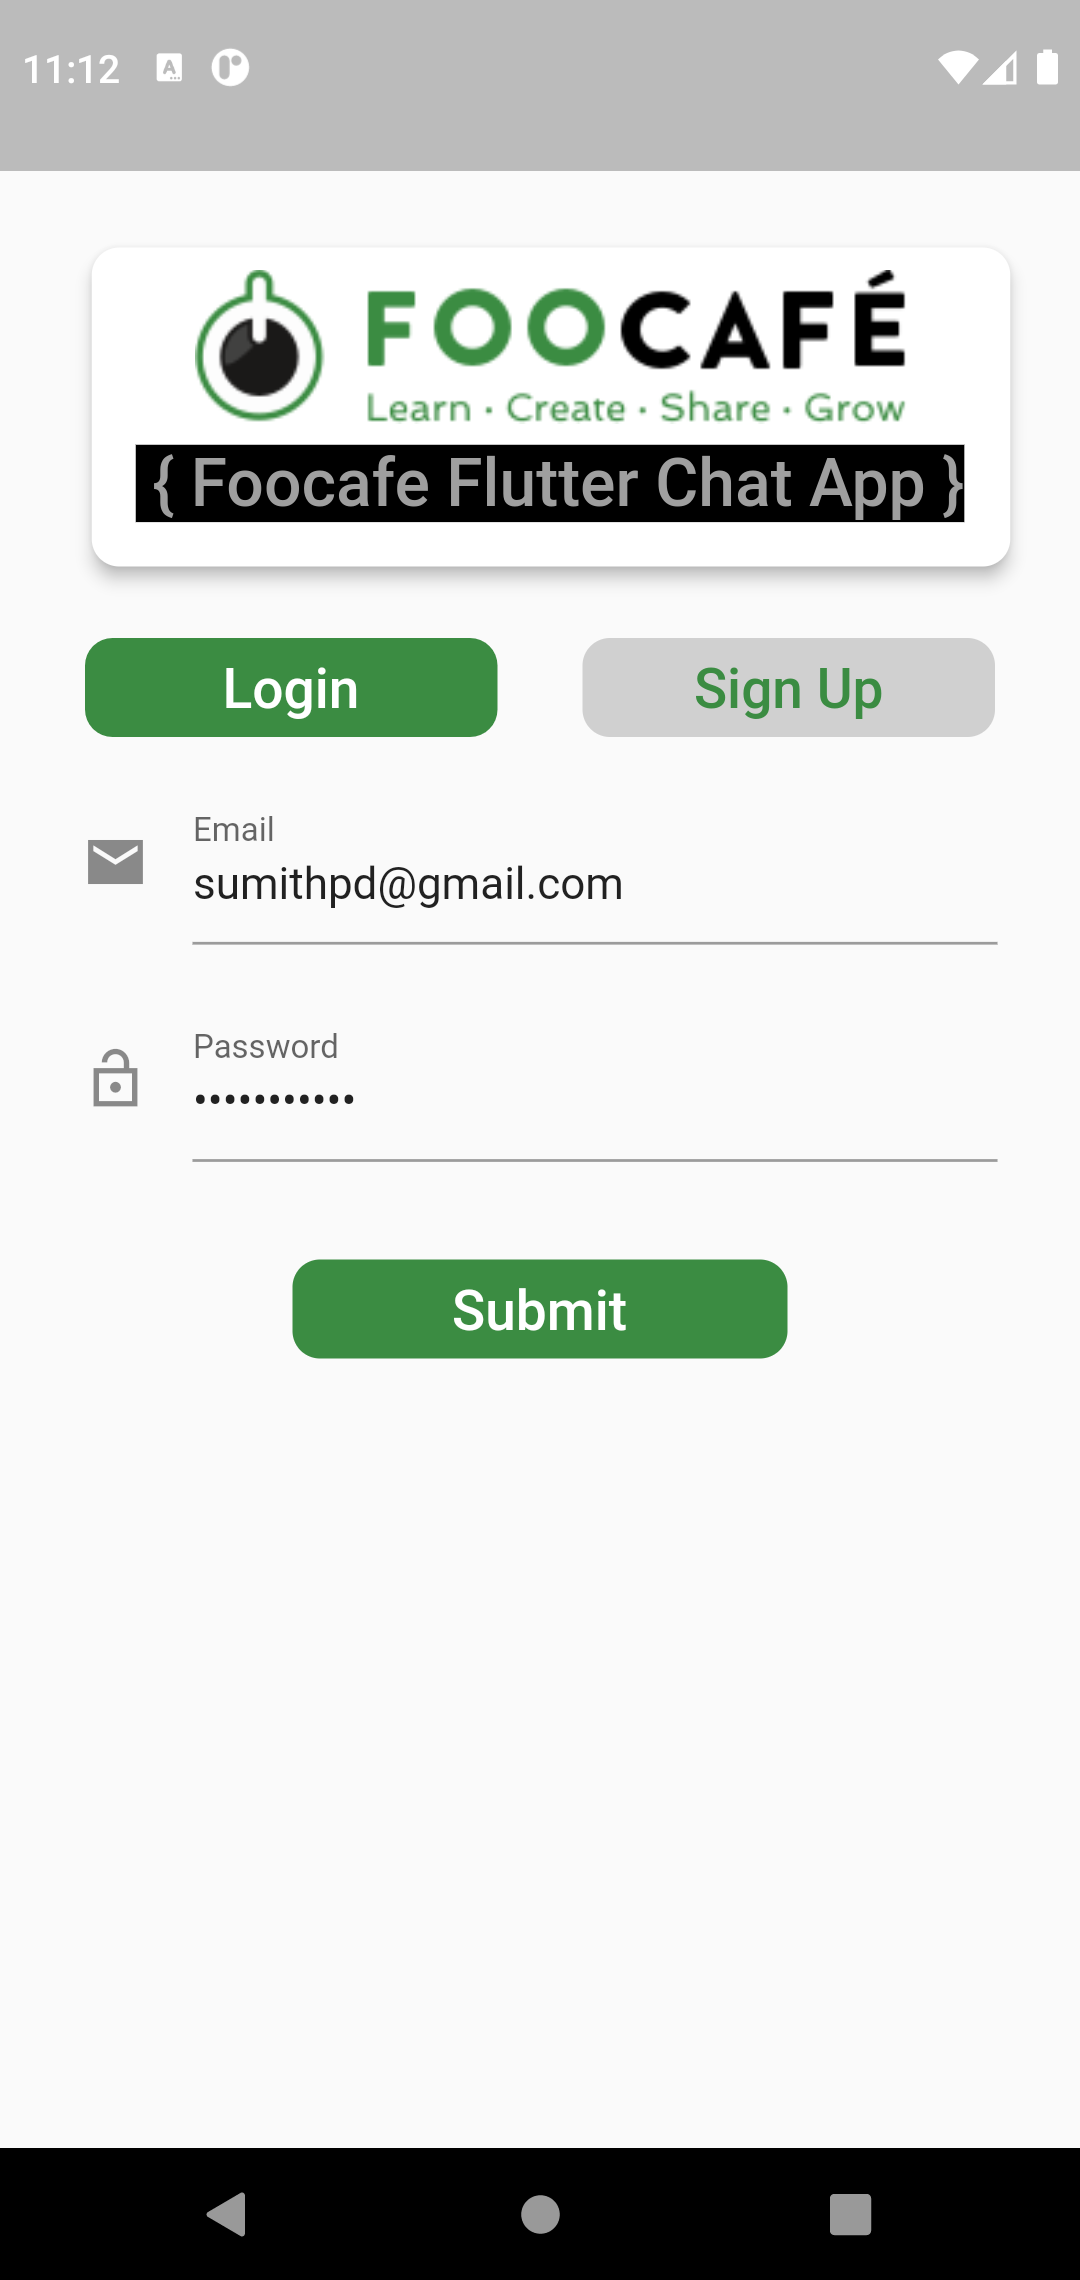 11:12
FOOCAFÉ
Learn · Create · Share · Grow
{ Foocafe Flutter Chat App }
Login
Sign Up
Email
sumithpd@gmail.com
Password
•••••••••••
Submit